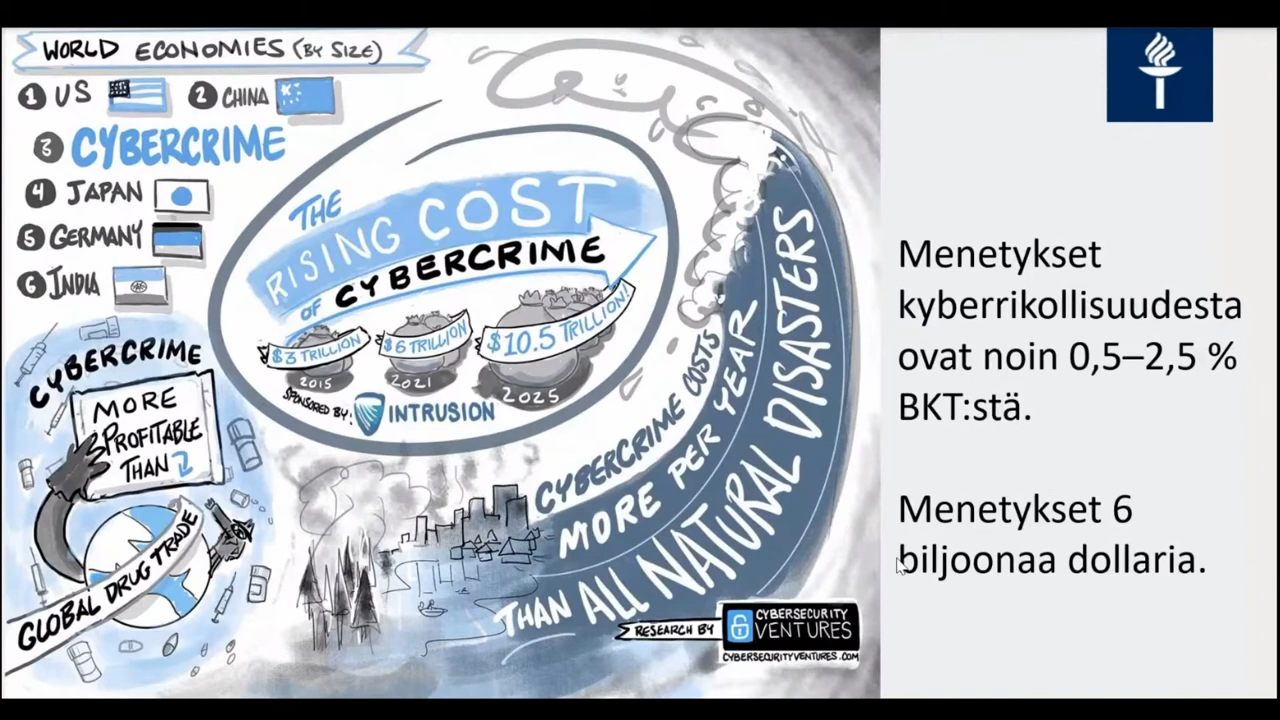 WORLD ECONOMIES (BY SIZE)
1 US
2 CHINA
3 CYBERCRIME
4 JAPAN
5 GERMANY
6 INDIA
THE
RISING COST
OF CYBERCRIME
$3 TRILLION
2015
$6 TRILLION
2021
$10.5 TRILLION!
2025
SPONSORED BY: INTRUSION
CYBERCRIME
MORE
PROFITABLE
THAN
GLOBAL DRUG TRADE
CYBERCRIME COSTS
MORE PER YEAR
THAN ALL NATURAL DISASTERS
RESEARCH BY
CYBERSECURITY
VENTURES
CYBERSECURITYVENTURES.COM
Menetykset
kyberrikollisuudesta
ovat noin 0,5–2,5 %
BKT:stä.
Menetykset 6
biljoonaa dollaria.